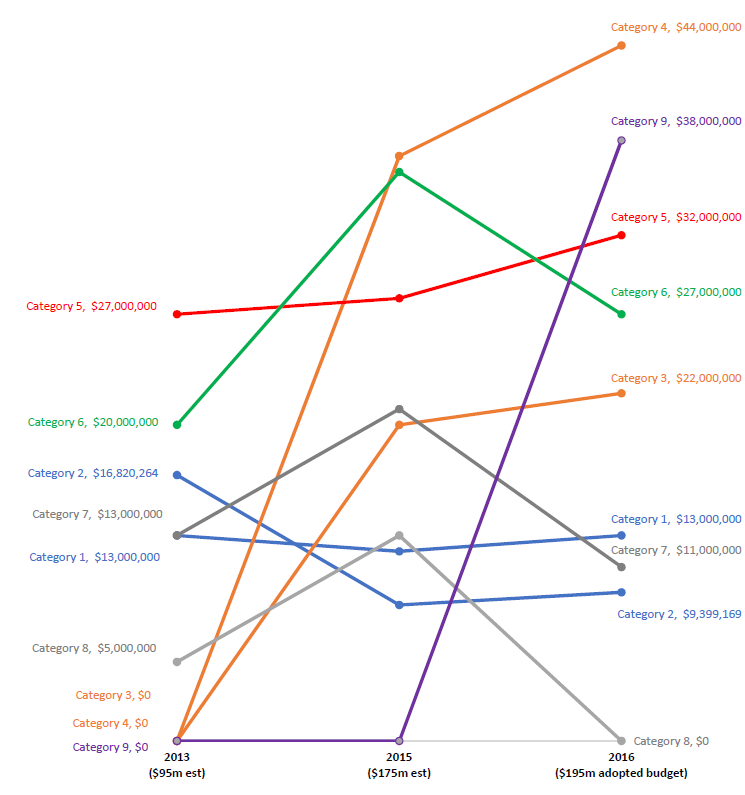 Category 4, $44,000,000
Category 9, $38,000,000
Category 5, $32,000,000
Category 6, $27,000,000
Category 5, $27,000,000
Category 3, $22,000,000
Category 6, $20,000,000
Category 2, $16,820,264
Category 7, $13,000,000
Category 1, $13,000,000
Category 7, $11,000,000
Category 1, $13,000,000
Category 2, $9,399,169
Category 8, $5,000,000
Category 3, $0
Category 4, $0
Category 9, $0
Category 8, $0
2013
($95m est)
2015
($175m est)
2016
($195m adopted budget)